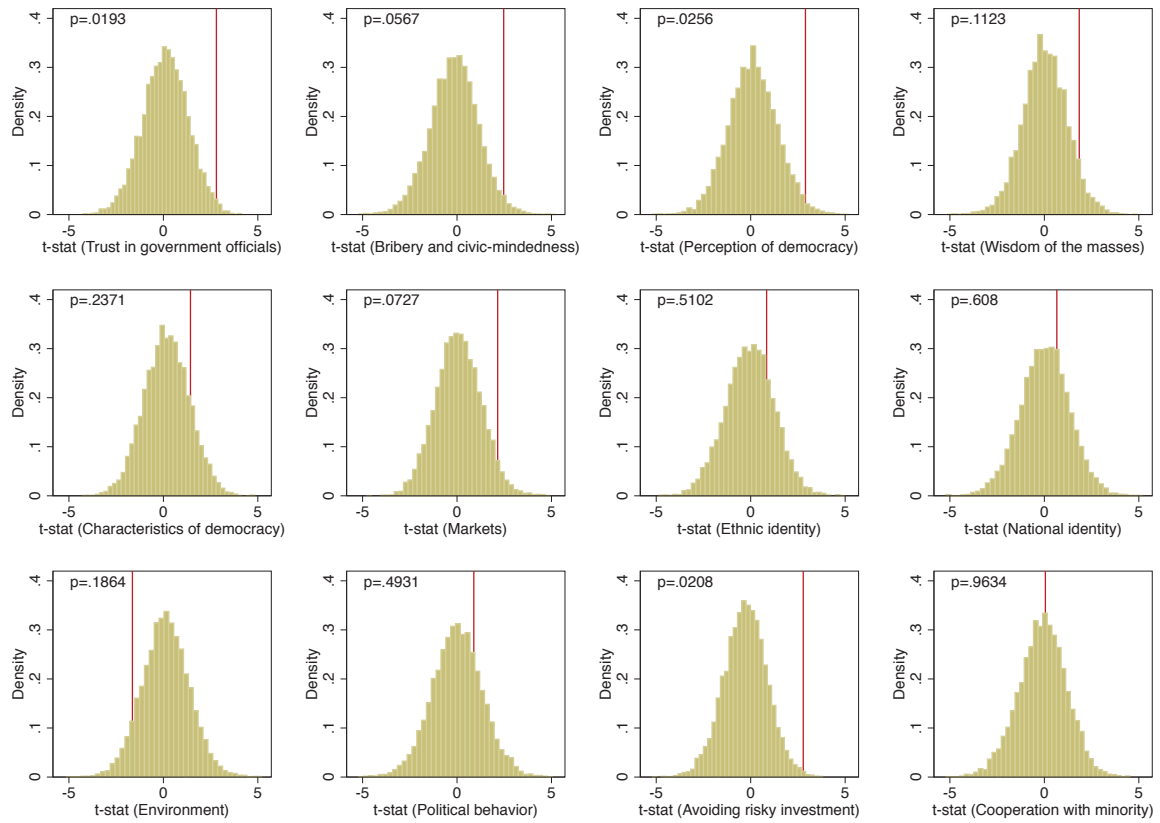 p=.0193
Density
0 .1 .2 .3 .4
-5 0 5
t-stat (Trust in government officials)
p=.0567
Density
0 .1 .2 .3 .4
-5 0 5
t-stat (Bribery and civic-mindedness)
p=.0256
Density
0 .1 .2 .3 .4
-5 0 5
t-stat (Perception of democracy)
p=.1123
Density
0 .1 .2 .3 .4
-5 0 5
t-stat (Wisdom of the masses)
p=.2371
Density
0 .1 .2 .3 .4
-5 0 5
t-stat (Characteristics of democracy)
p=.0727
Density
0 .1 .2 .3 .4
-5 0 5
t-stat (Markets)
p=.5102
Density
0 .1 .2 .3 .4
-5 0 5
t-stat (Ethnic identity)
p=.608
Density
0 .1 .2 .3 .4
-5 0 5
t-stat (National identity)
p=.1864
Density
0 .1 .2 .3 .4
-5 0 5
t-stat (Environment)
p=.4931
Density
0 .1 .2 .3 .4
-5 0 5
t-stat (Political behavior)
p=.0208
Density
0 .1 .2 .3 .4
-5 0 5
t-stat (Avoiding risky investment)
p=.9634
Density
0 .1 .2 .3 .4
-5 0 5
t-stat (Cooperation with minority)